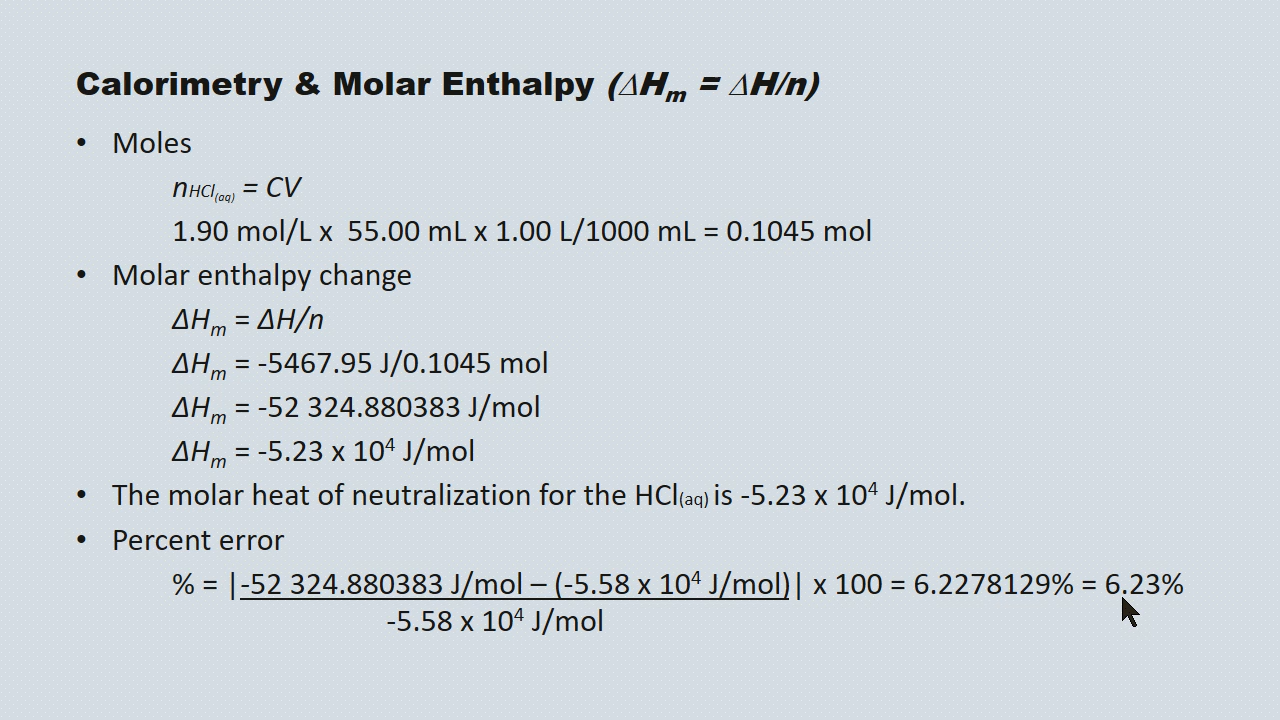 Calorimetry & Molar Enthalpy (ΔHm = ΔH/n)
• Moles
nHCl(aq) = CV
1.90 mol/L x 55.00 mL x 1.00 L/1000 mL = 0.1045 mol
• Molar enthalpy change
ΔHm = ΔH/n
ΔHm = -5467.95 J/0.1045 mol
ΔHm = -52 324.880383 J/mol
ΔHm = -5.23 x 10⁴ J/mol
• The molar heat of neutralization for the HCl(aq) is -5.23 x 10⁴ J/mol.
• Percent error
% = |-52 324.880383 J/mol – (-5.58 x 10⁴ J/mol)| x 100 = 6.2278129% = 6.23%
-5.58 x 10⁴ J/mol